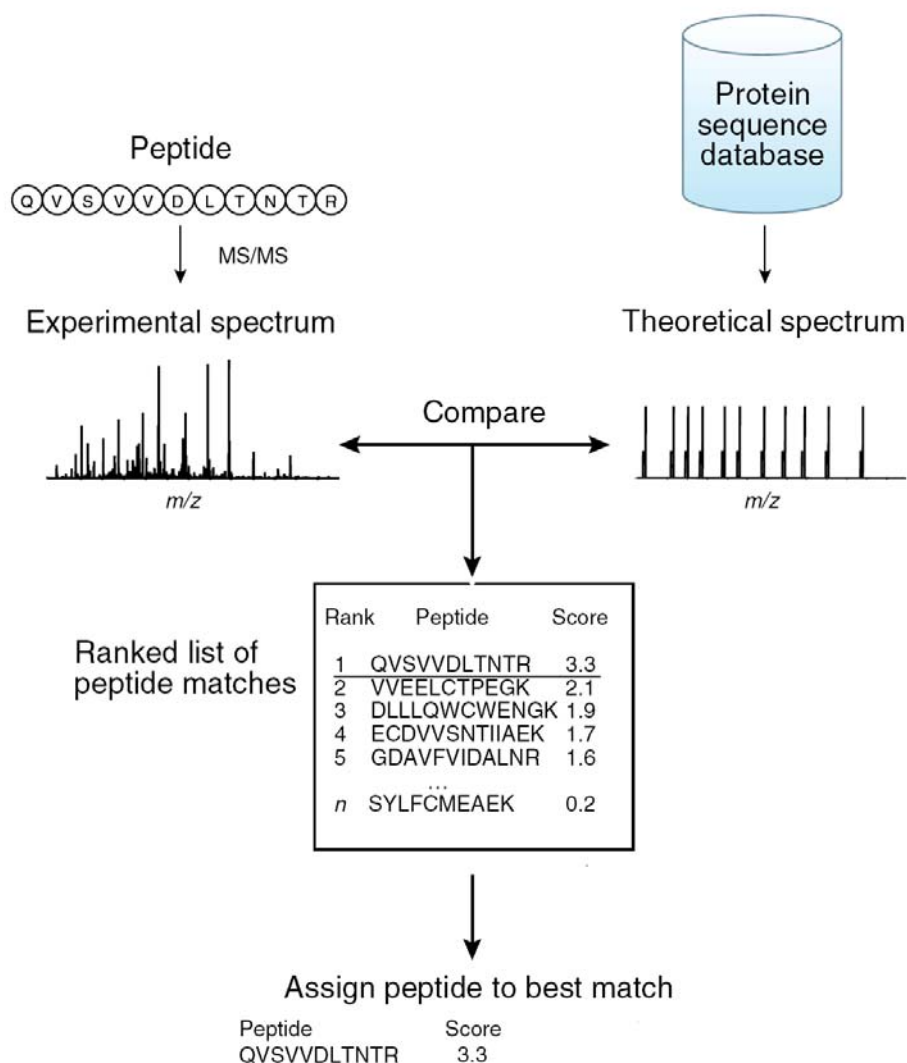 Protein
sequence
database
Peptide
Q V S V V D L T N T R
MS/MS
Experimental spectrum
Theoretical spectrum
Compare
m/z
m/z
Ranked list of
peptide matches
Rank Peptide Score
1 QVSVVDLTNTR 3.3
2 VVEELCTPEGK 2.1
3 DLLLQWCWENGK 1.9
4 ECDVVSNTIIAEK 1.7
5 GDAVFVIDALNR 1.6
...
n SYLFCMEAEK 0.2
Assign peptide to best match
Peptide Score
QVSVVDLTNTR 3.3